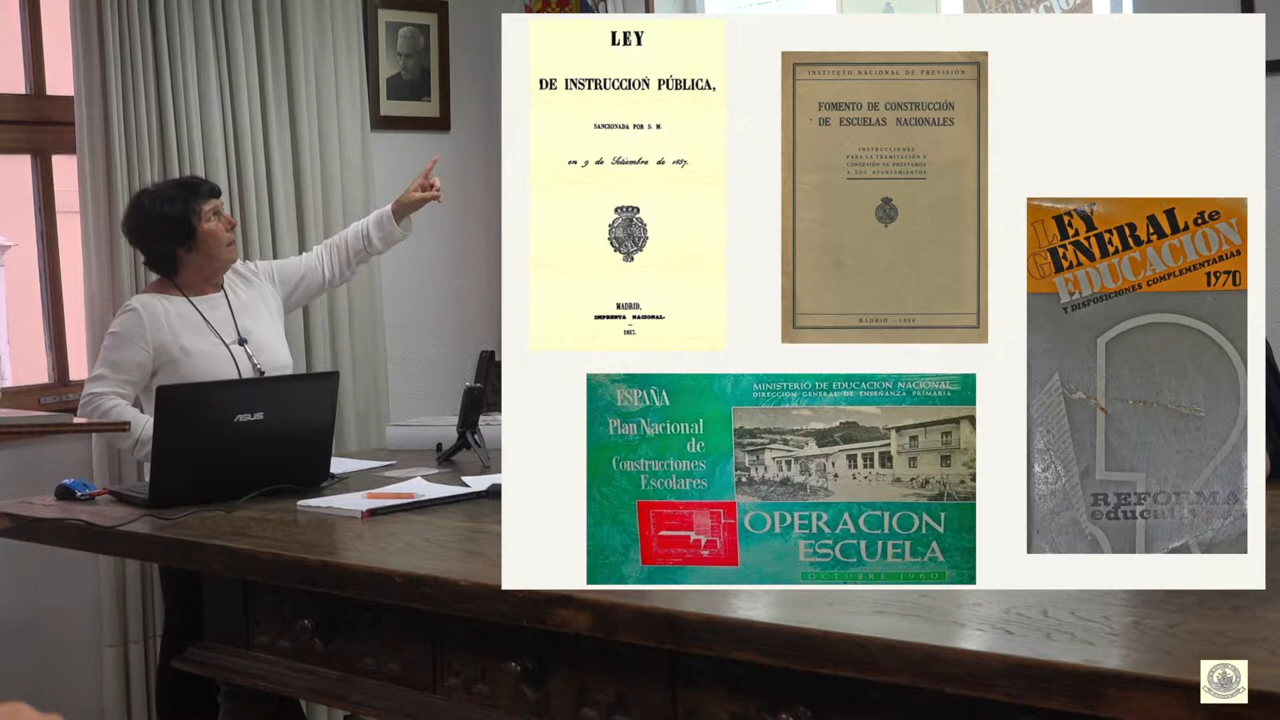 LEY
DE INSTRUCCION PÚBLICA,
SANCIONADA POR S. M.
en 9 de Setiembre de 1857.
MADRID,
IMPRENTA NACIONAL.
1857.
INSTITUTO NACIONAL DE PREVISIÓN
FOMENTO DE CONSTRUCCIÓN
DE ESCUELAS NACIONALES
INSTRUCCIONES
PARA LA TRAMITACIÓN Y
CONCESIÓN DE PRÉSTAMOS
A LOS AYUNTAMIENTOS
MADRID.-1924
LEY
GENERAL de
EDUCACION
Y DISPOSICIONES COMPLEMENTARIAS
1970
REFORMA
educativa
ESPAÑA
Plan Nacional
de
Construcciones
Escolares
MINISTERIO DE EDUCACION NACIONAL
DIRECCION GENERAL DE ENSEÑANZA PRIMARIA
OPERACION
ESCUELA
OCTUBRE 1960
ASUS